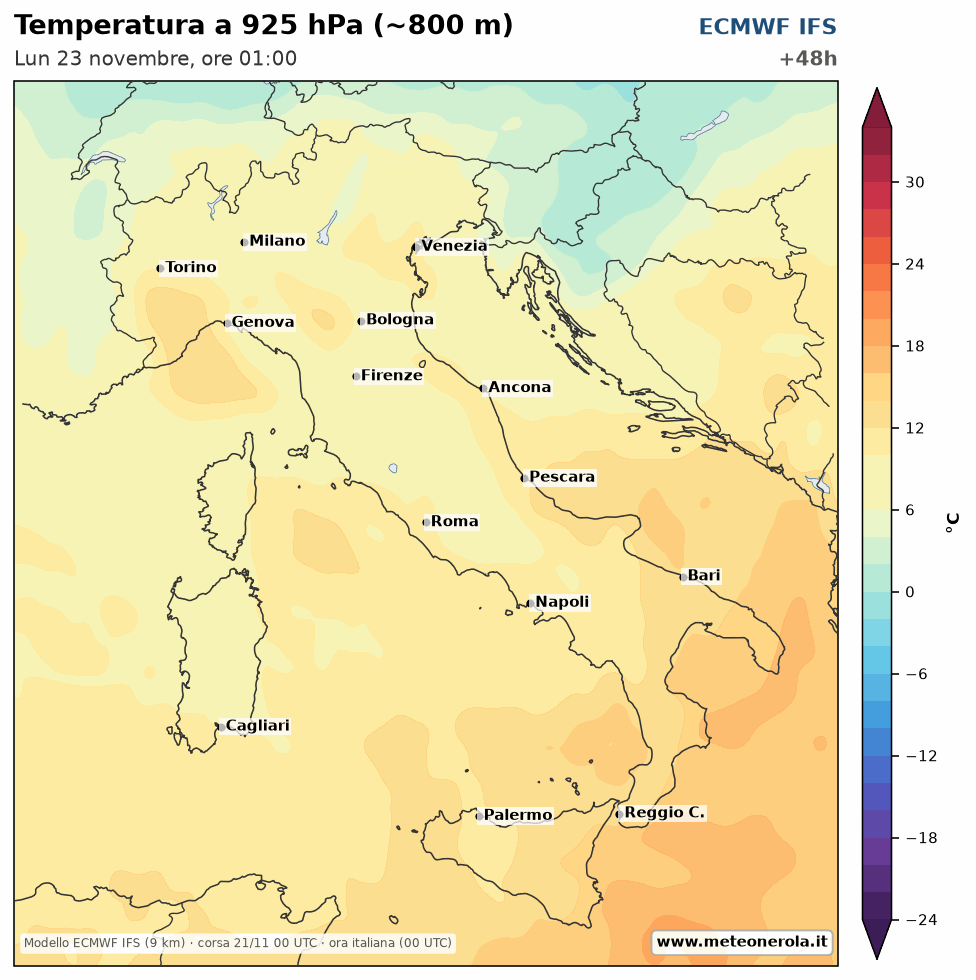 Temperatura a 925 hPa (~800 m)
ECMWF IFS
Lun 23 novembre, ore 01:00
+48h
Milano
Venezia
Torino
Genova
Bologna
Firenze
Ancona
Pescara
Roma
Bari
Napoli
Cagliari
Palermo
Reggio C.
30
24
18
12
6
0
−6
−12
−18
−24
°C
Modello ECMWF IFS (9 km) · corsa 21/11 00 UTC · ora italiana (00 UTC)
www.meteonerola.it